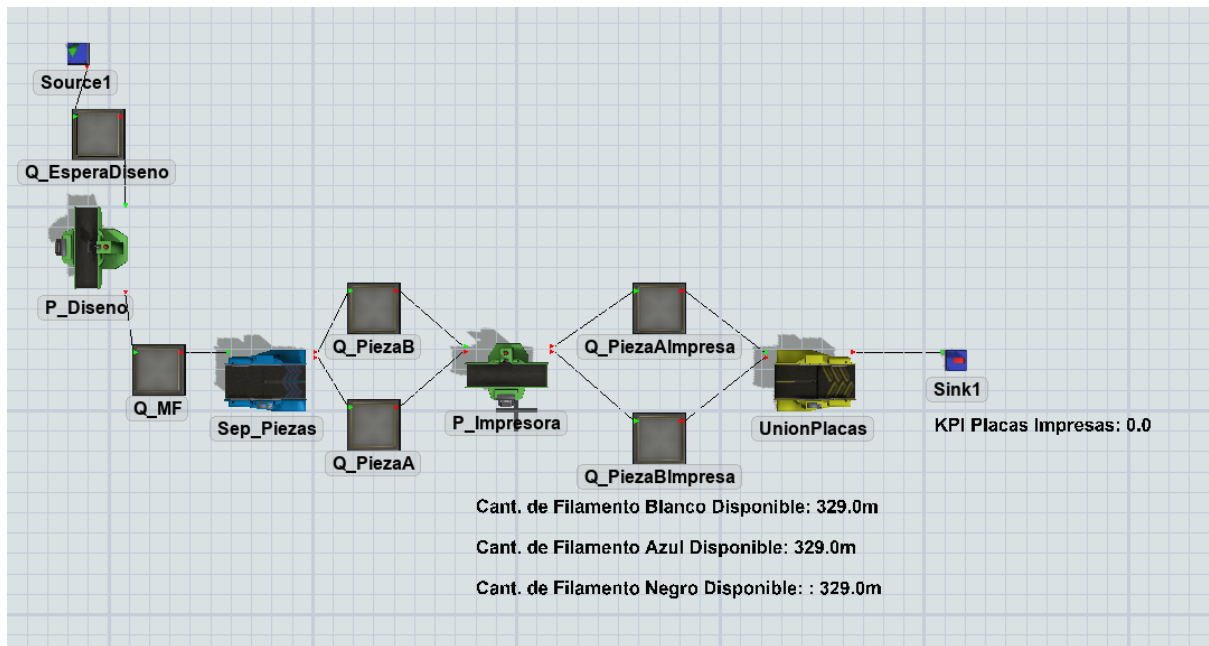 Source1
Q_EsperaDiseno
P_Diseno
Q_MF
Sep_Piezas
Q_PiezaB
Q_PiezaA
P_Impresora
Q_PiezaAImpresa
Q_PiezaBImpresa
UnionPlacas
Sink1
KPI Placas Impresas: 0.0
Cant. de Filamento Blanco Disponible: 329.0m
Cant. de Filamento Azul Disponible: 329.0m
Cant. de Filamento Negro Disponible: : 329.0m